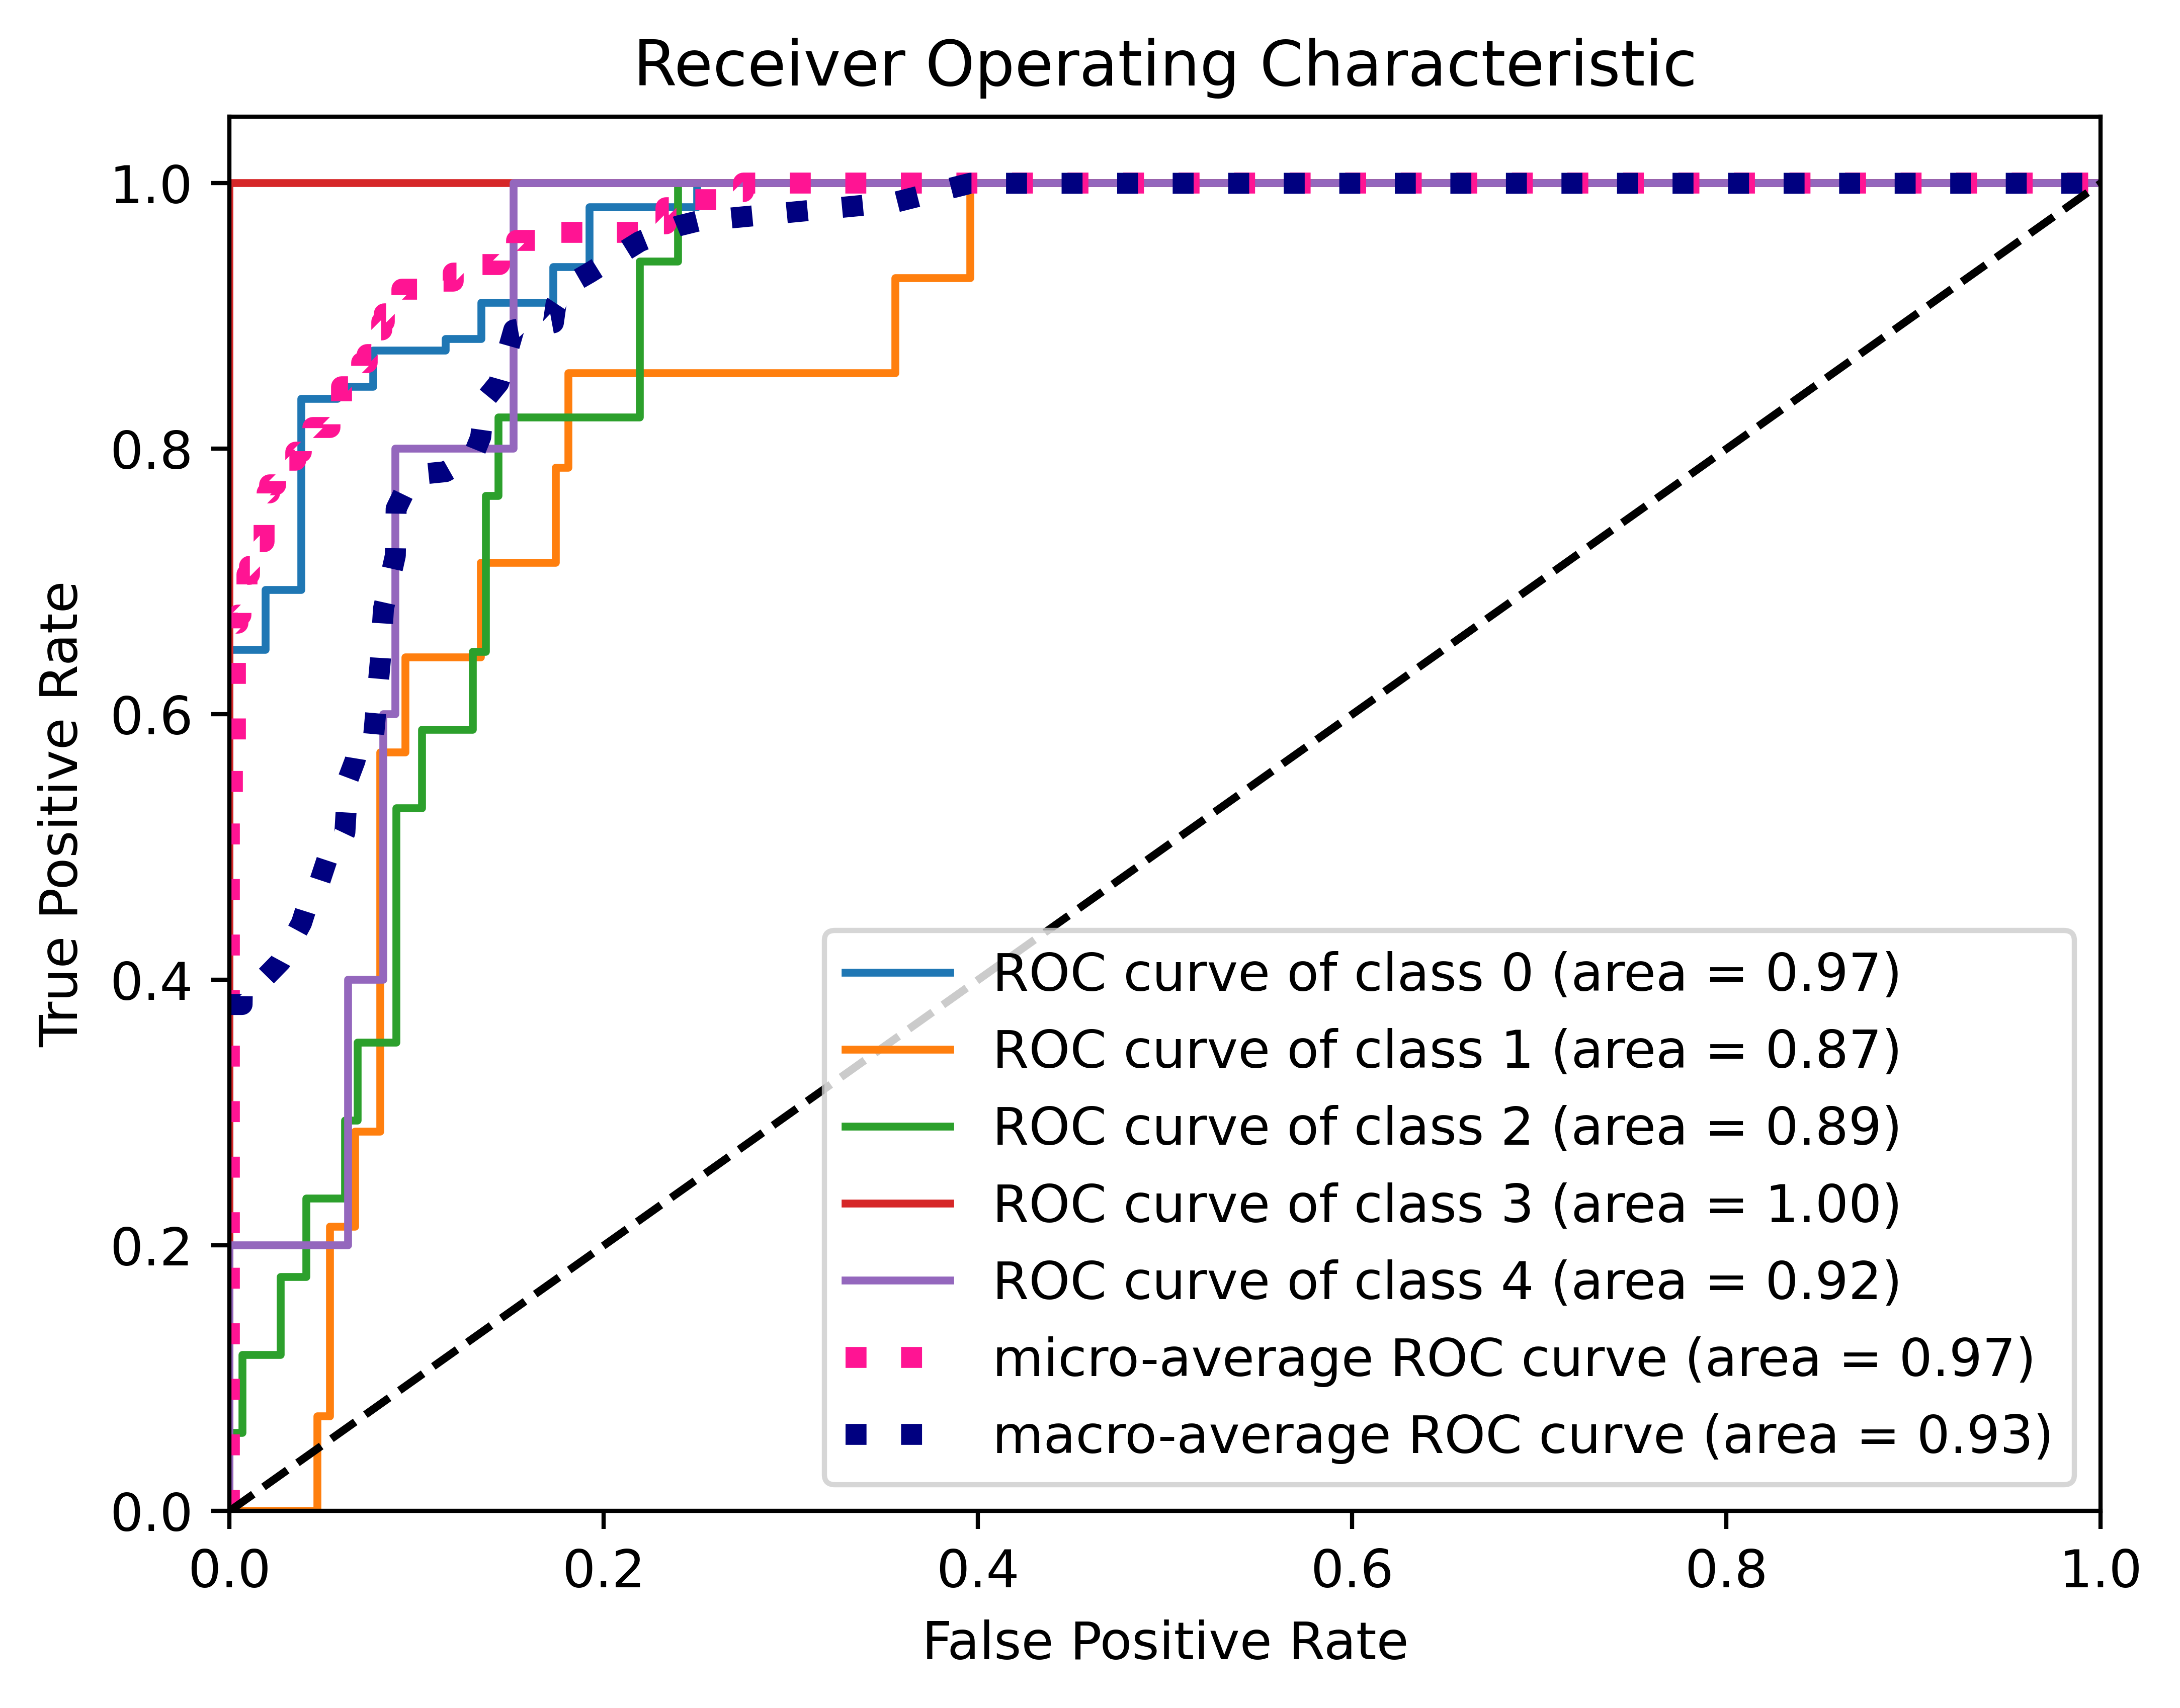 Receiver Operating Characteristic
1.0
0.8
0.6
0.4
0.2
0.0
True Positive Rate
ROC curve of class 0 (area = 0.97)
ROC curve of class 1 (area = 0.87)
ROC curve of class 2 (area = 0.89)
ROC curve of class 3 (area = 1.00)
ROC curve of class 4 (area = 0.92)
micro-average ROC curve (area = 0.97)
macro-average ROC curve (area = 0.93)
0.0 0.2 0.4 0.6 0.8 1.0
False Positive Rate